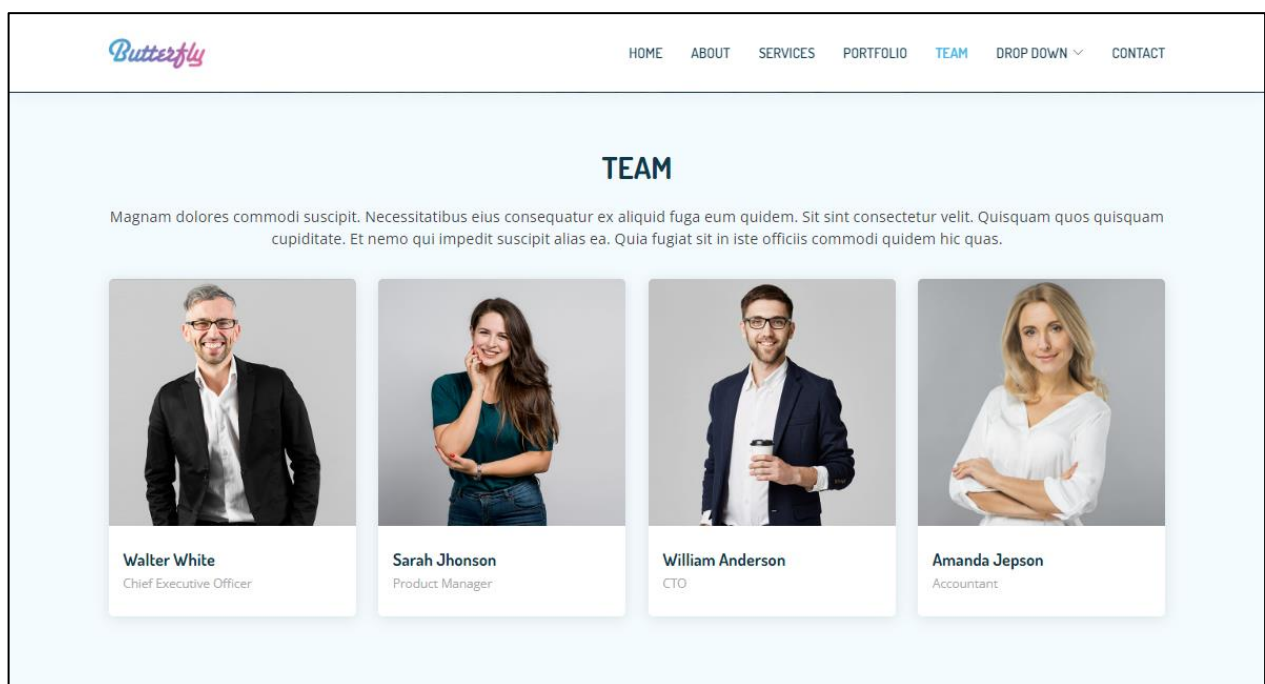 Butterfly
HOME ABOUT SERVICES PORTFOLIO TEAM DROP DOWN CONTACT
TEAM
Magnam dolores commodi suscipit. Necessitatibus eius consequatur ex aliquid fuga eum quidem. Sit sint consectetur velit. Quisquam quos quisquam
cupiditate. Et nemo qui impedit suscipit alias ea. Quia fugiat sit in iste officiis commodi quidem hic quas.
Walter White
Chief Executive Officer
Sarah Jhonson
Product Manager
William Anderson
CTO
Amanda Jepson
Accountant